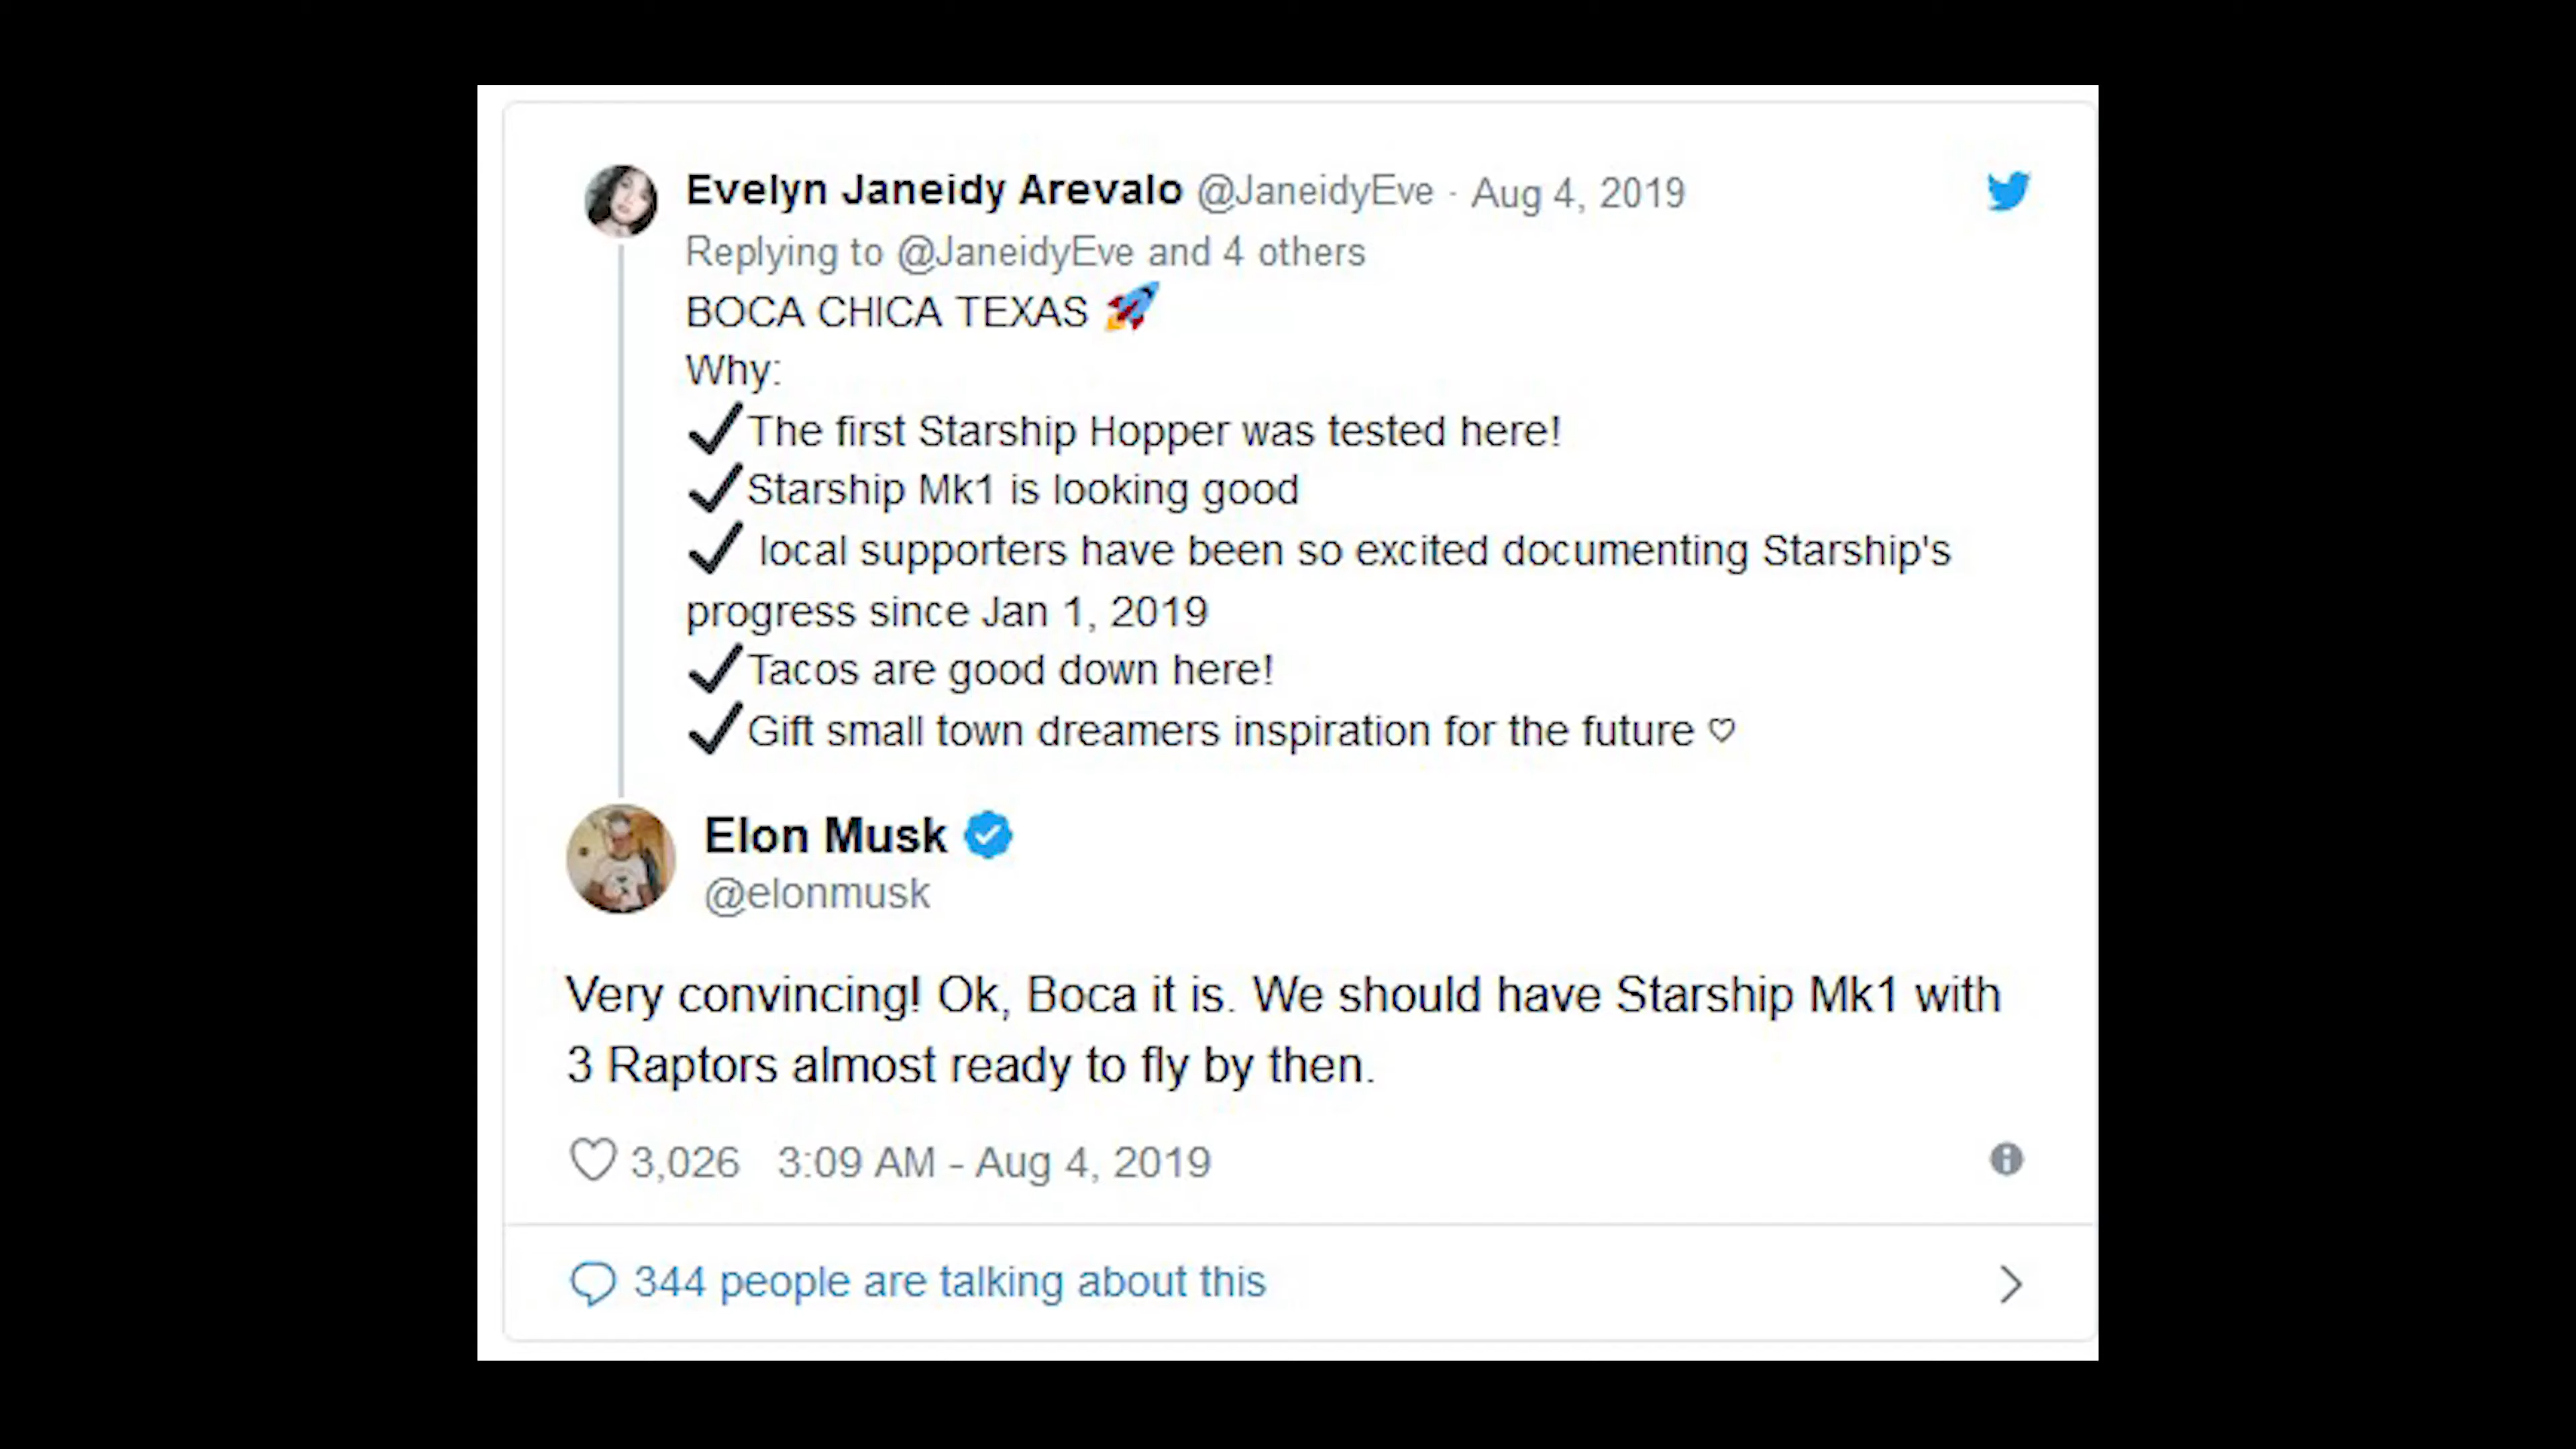 Evelyn Janeidy Arevalo @JaneidyEve · Aug 4, 2019
Replying to @JaneidyEve and 4 others
BOCA CHICA TEXAS 🚀
Why:
✔The first Starship Hopper was tested here!
✔Starship Mk1 is looking good
✔ local supporters have been so excited documenting Starship's
progress since Jan 1, 2019
✔Tacos are good down here!
✔Gift small town dreamers inspiration for the future ♡
Elon Musk
@elonmusk
Very convincing! Ok, Boca it is. We should have Starship Mk1 with
3 Raptors almost ready to fly by then.
3,026 3:09 AM - Aug 4, 2019
344 people are talking about this